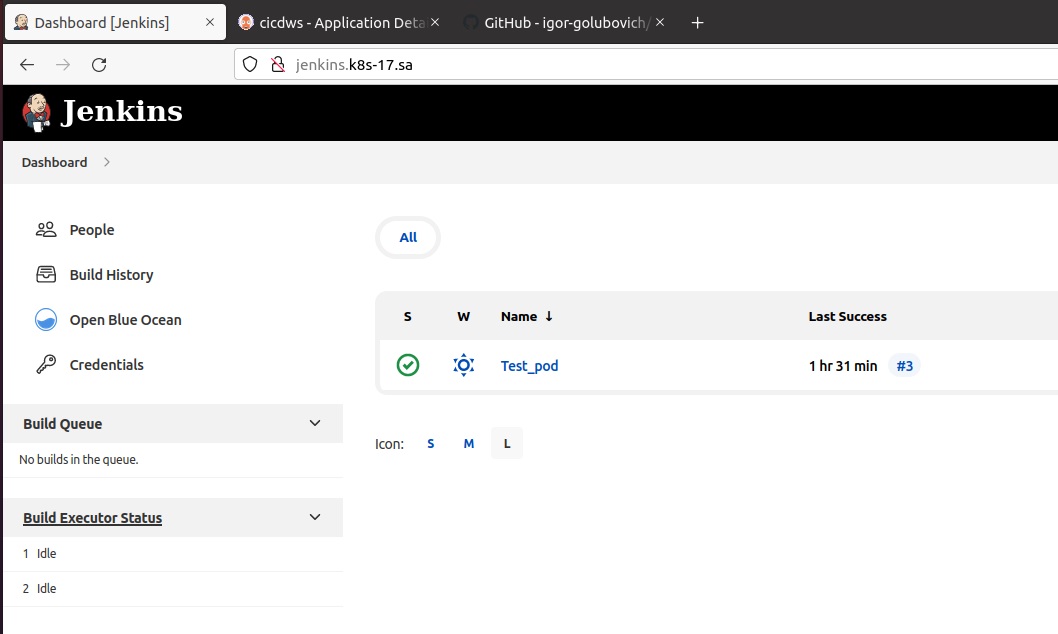 Dashboard [Jenkins]
cicdws - Application Deta
GitHub - igor-golubovich/
jenkins.k8s-17.sa
Jenkins
Dashboard
People
Build History
Open Blue Ocean
Credentials
Build Queue
No builds in the queue.
Build Executor Status
1 Idle
2 Idle
All
S W Name ↓ Last Success
Test_pod 1 hr 31 min #3
Icon: S M L